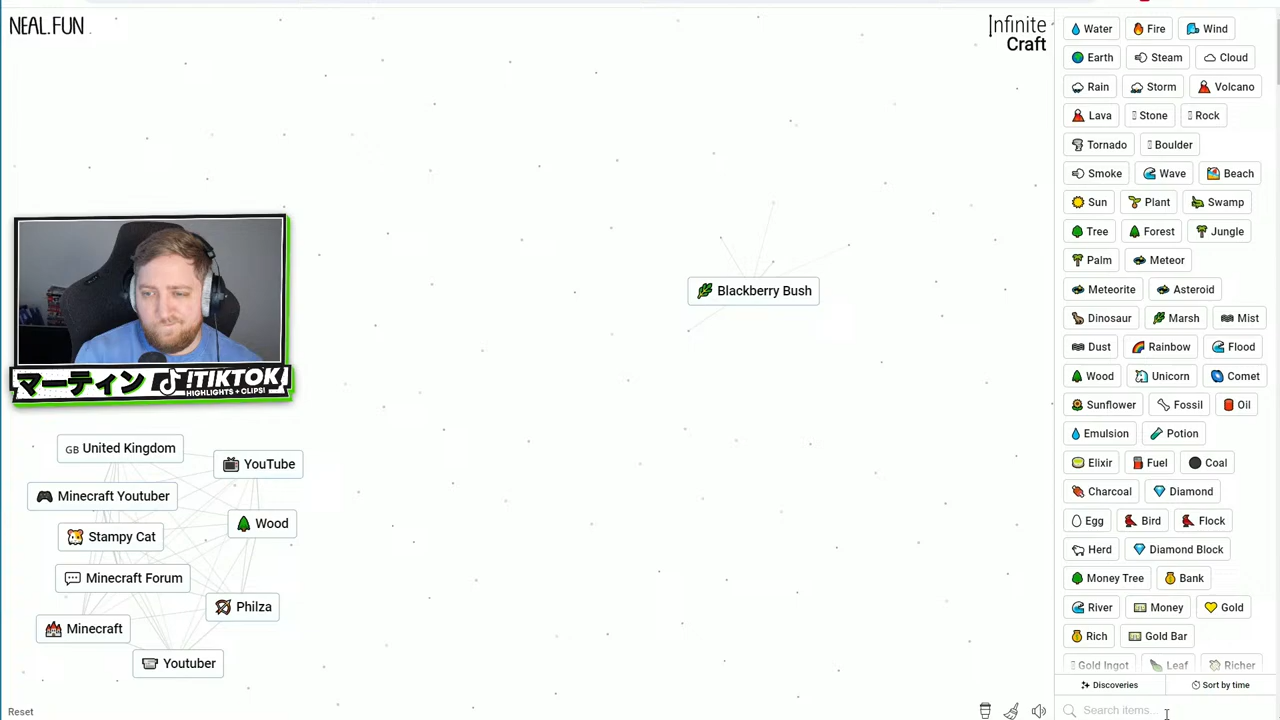 NEAL.FUN
Infinite
Craft
Blackberry Bush
マーティン !TIKTOK
HIGHLIGHTS + CLIPS!
GB United Kingdom
YouTube
Minecraft Youtuber
Wood
Stampy Cat
Minecraft Forum
Philza
Minecraft
Youtuber
Reset
Water Fire Wind
Earth Steam Cloud
Rain Storm Volcano
Lava Stone Rock
Tornado Boulder
Smoke Wave Beach
Sun Plant Swamp
Tree Forest Jungle
Palm Meteor
Meteorite Asteroid
Dinosaur Marsh Mist
Dust Rainbow Flood
Wood Unicorn Comet
Sunflower Fossil Oil
Emulsion Potion
Elixir Fuel Coal
Charcoal Diamond
Egg Bird Flock
Herd Diamond Block
Money Tree Bank
River Money Gold
Rich Gold Bar
Gold Ingot Leaf Richer
Discoveries Sort by time
Search items...